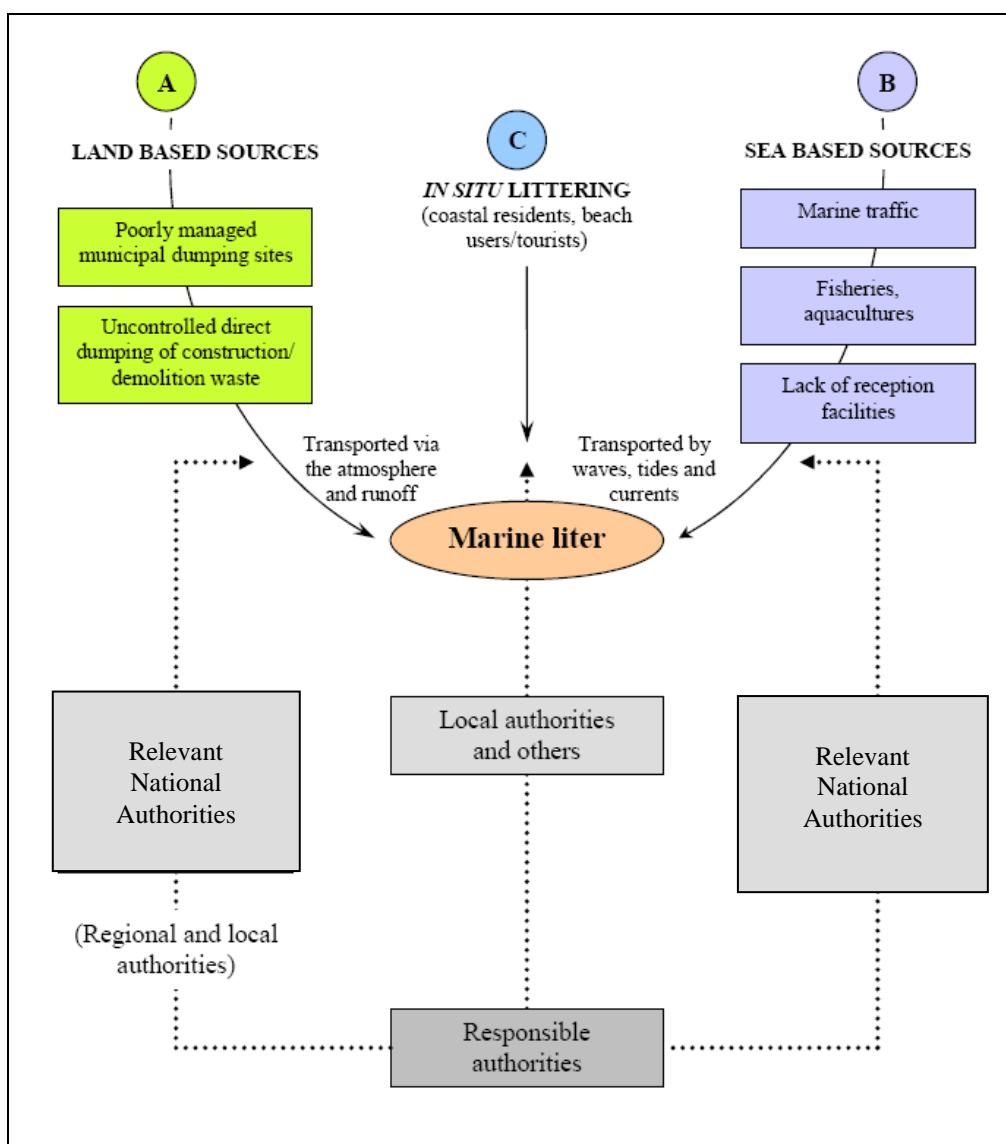 A
LAND BASED SOURCES
Poorly managed
municipal dumping sites
Uncontrolled direct
dumping of construction/
demolition waste
Transported via
the atmosphere
and runoff
C
IN SITU LITTERING
(coastal residents, beach
users/tourists)
B
SEA BASED SOURCES
Marine traffic
Fisheries,
aquacultures
Lack of reception
facilities
Transported by
waves, tides and
currents
Marine liter
Relevant
National
Authorities
(Regional and local
authorities)
Local authorities
and others
Relevant
National
Authorities
Responsible
authorities